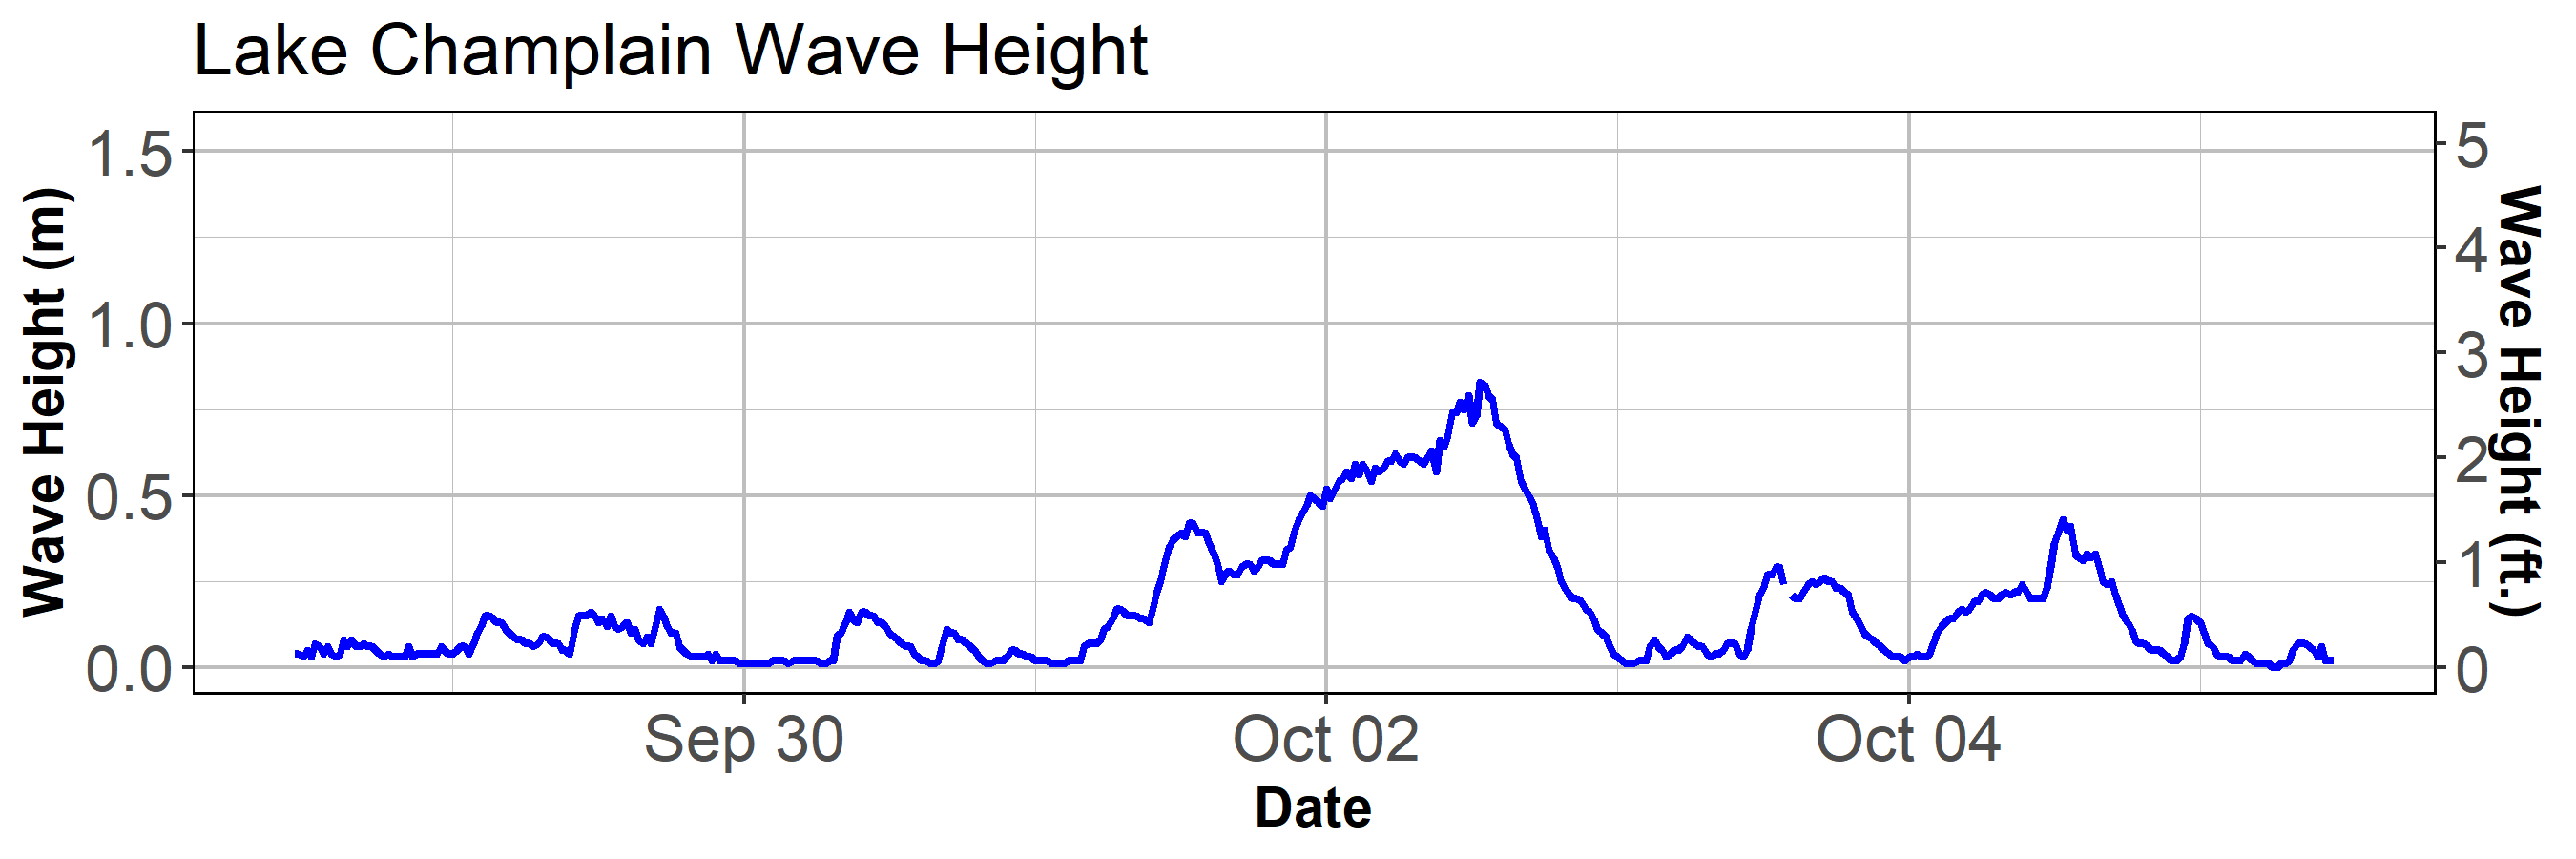 Lake Champlain Wave Height
Wave Height (m)
1.5
1.0
0.5
0.0
5
4
3
2
1
0
Wave Height (ft.)
Sep 30
Oct 02
Oct 04
Date